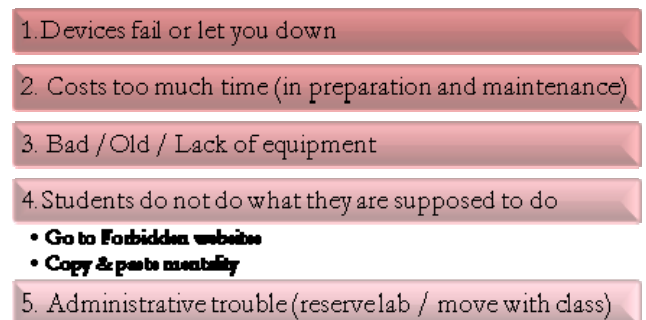 1.Devices fail or let you down
2. Costs too much time (in preparation and maintenance)
3. Bad / Old / Lack of equipment
4.Students do not do what they are supposed to do
• Go to Forbidden websites
• Copy & paste mentality
5. Administrative trouble (reserve lab / move with class)